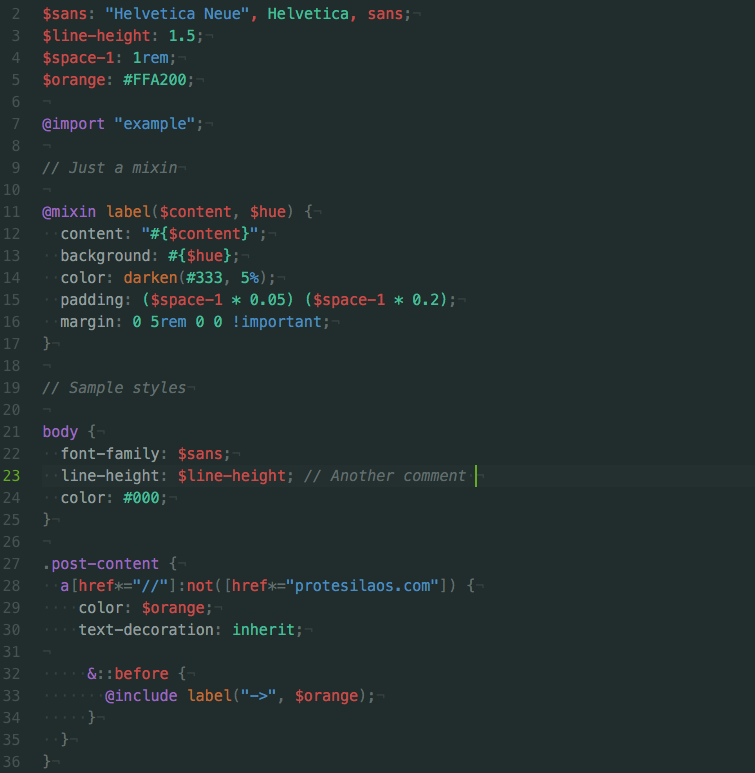 2 $sans: "Helvetica Neue", Helvetica, sans;¬
3 $line-height: 1.5;¬
4 $space-1: 1rem;¬
5 $orange: #FFA200;¬
6 ¬
7 @import "example";¬
8 ¬
9 // Just a mixin¬
10 ¬
11 @mixin label($content, $hue) {¬
12 ··content: "#{$content}";¬
13 ··background: #{$hue};¬
14 ··color: darken(#333, 5%);¬
15 ··padding: ($space-1 * 0.05) ($space-1 * 0.2);¬
16 ··margin: 0 5rem 0 0 !important;¬
17 }¬
18 ¬
19 // Sample styles¬
20 ¬
21 body {¬
22 ··font-family: $sans;¬
23 ··line-height: $line-height; // Another comment·¬
24 ··color: #000;¬
25 }¬
26 ¬
27 .post-content {¬
28 ··a[href*="//"]:not([href*="protesilaos.com"]) {¬
29 ····color: $orange;¬
30 ····text-decoration: inherit;¬
31 ¬
32 ·····&::before {¬
33 ·······@include label("->", $orange);¬
34 ·····}¬
35 ··}¬
36 }¬